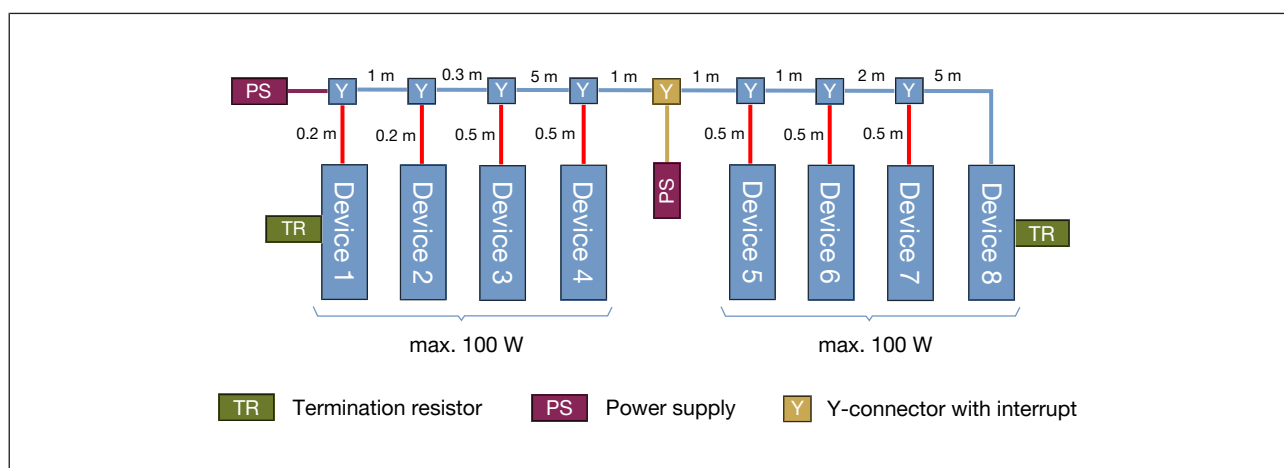 1 m 0.3 m 5 m 1 m 1 m 1 m 2 m 5 m
PS Y Y Y Y Y Y Y Y
0.2 m 0.2 m 0.5 m 0.5 m 0.5 m 0.5 m 0.5 m
PS
TR Device 1 Device 2 Device 3 Device 4 Device 5 Device 6 Device 7 Device 8 TR
max. 100 W max. 100 W
TR Termination resistor PS Power supply Y Y-connector with interrupt